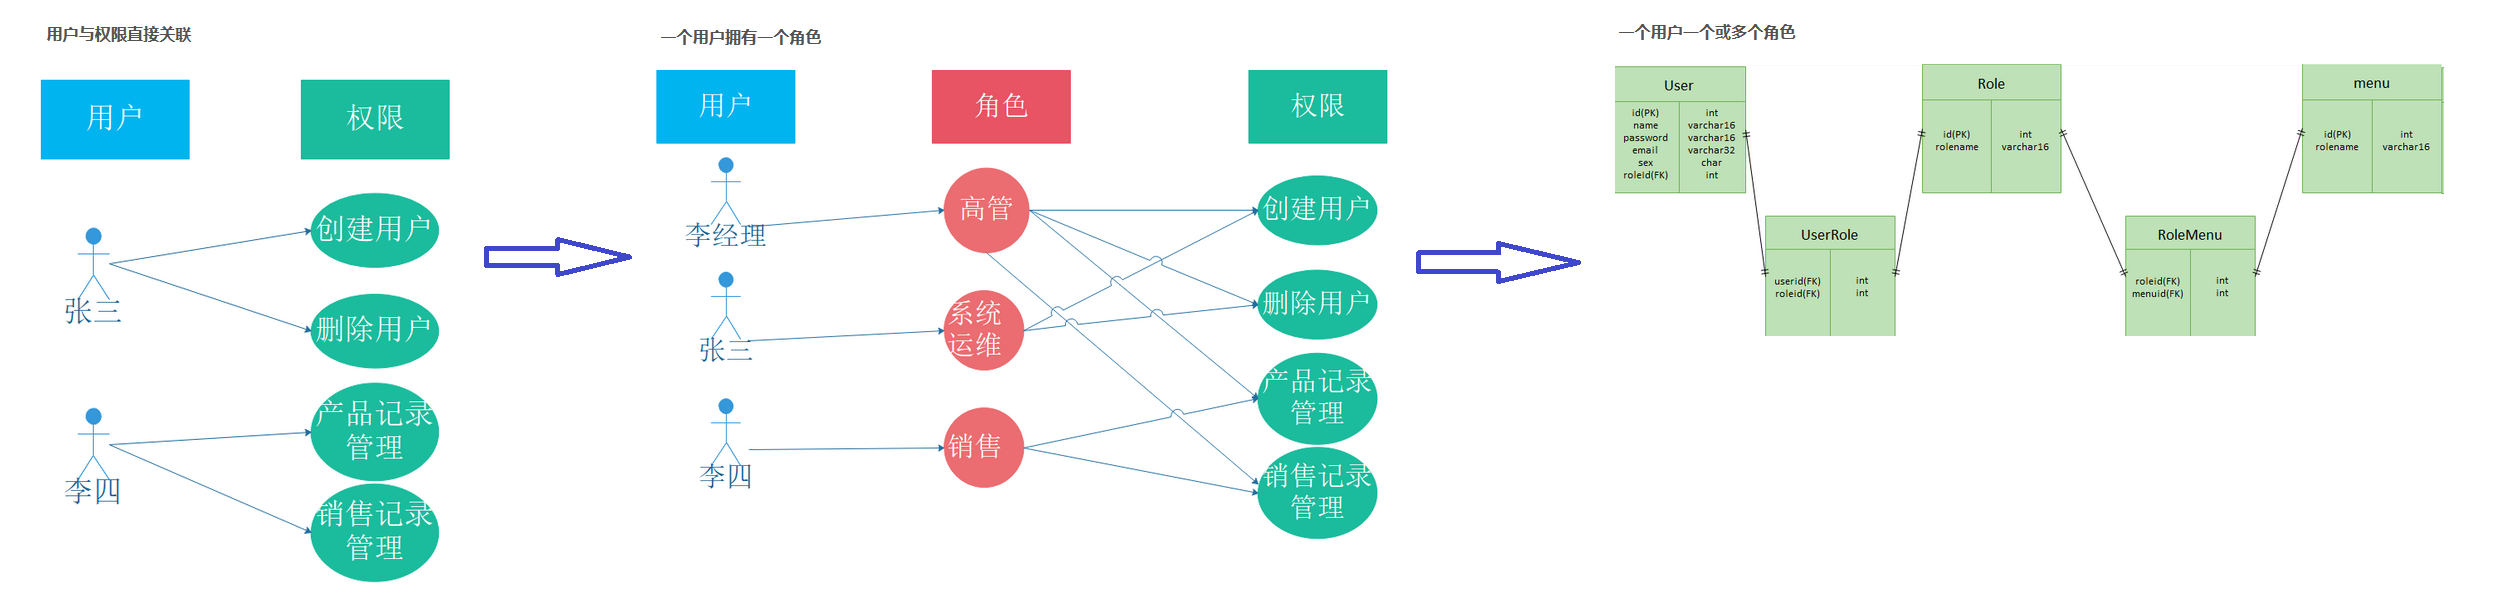 用户与权限直接关联
用户
权限
张三
创建用户
删除用户
李四
产品记录
管理
销售记录
管理
一个用户拥有一个角色
用户
角色
权限
李经理
高管
创建用户
张三
系统
运维
删除用户
李四
销售
产品记录
管理
销售记录
管理
一个用户一个或多个角色
User
id(PK) int
name varchar16
password varchar16
email varchar32
sex char
roleId(FK) int
UserRole
userid(FK) int
roleid(FK) int
Role
id(PK) int
rolename varchar16
RoleMenu
roleid(FK) int
menuid(FK) int
menu
id(PK) int
rolename varchar16